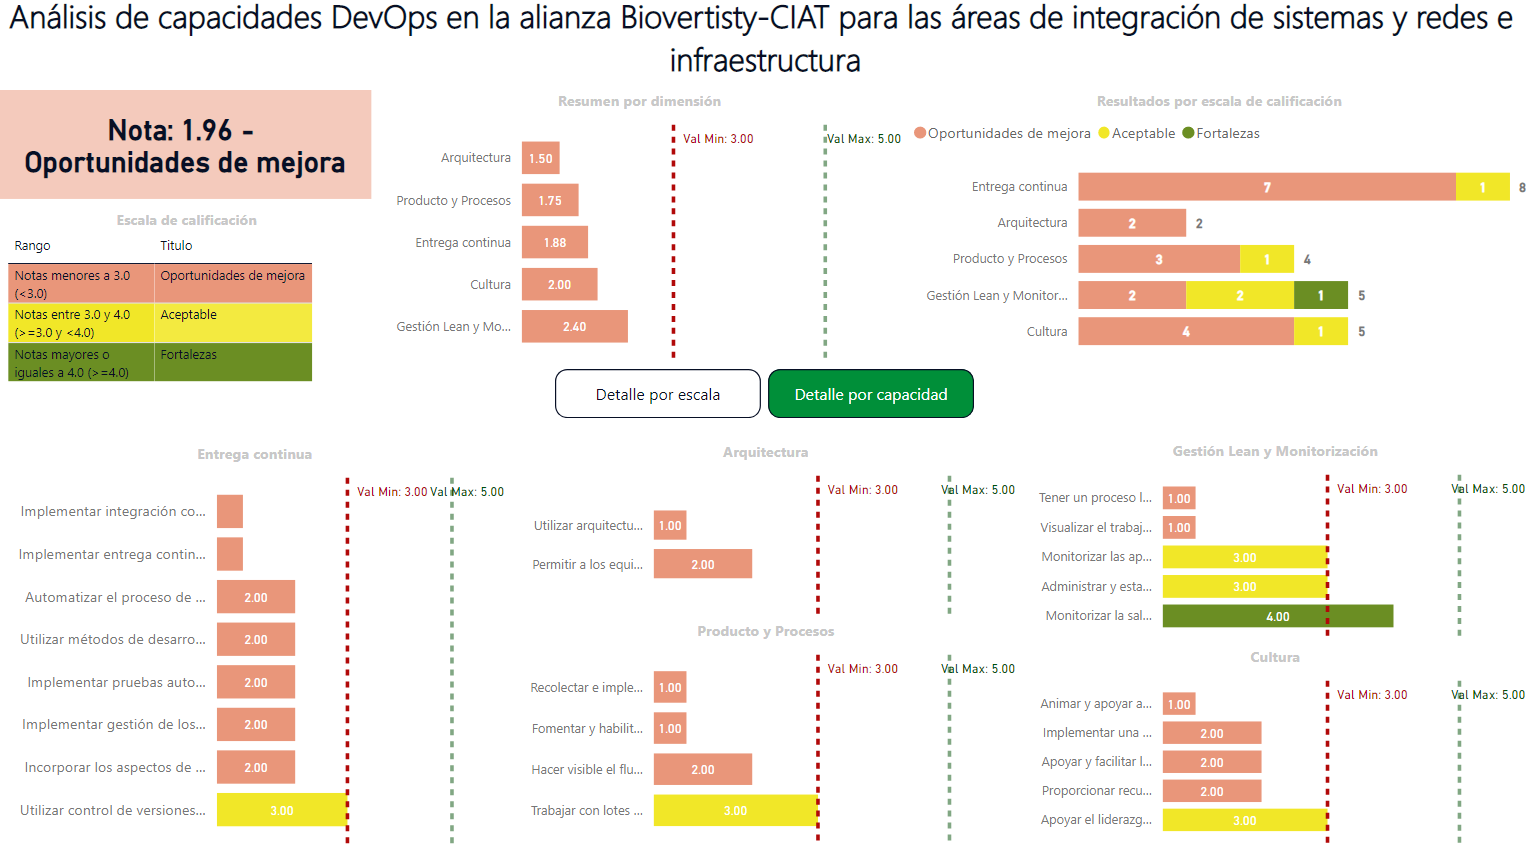 Análisis de capacidades DevOps en la alianza Biovertisty-CIAT para las áreas de integración de sistemas y redes e
infraestructura
Nota: 1.96 -
Oportunidades de mejora
Escala de calificación
Rango Titulo
Notas menores a 3.0 Oportunidades de mejora
(<3.0)
Notas entre 3.0 y 4.0 Aceptable
(>=3.0 y <4.0)
Notas mayores o Fortalezas
iguales a 4.0 (>=4.0)
Resumen por dimensión
Val Min: 3.00 Val Max: 5.00
Arquitectura 1.50
Producto y Procesos 1.75
Entrega continua 1.88
Cultura 2.00
Gestión Lean y Mo... 2.40
Resultados por escala de calificación
Oportunidades de mejora Aceptable Fortalezas
Entrega continua 7 1 8
Arquitectura 2 2
Producto y Procesos 3 1 4
Gestión Lean y Monitor... 2 2 1 5
Cultura 4 1 5
Detalle por escala Detalle por capacidad
Entrega continua
Val Min: 3.00 Val Max: 5.00
Implementar integración co...
Implementar entrega contin...
Automatizar el proceso de ... 2.00
Utilizar métodos de desarro... 2.00
Implementar pruebas auto... 2.00
Implementar gestión de los... 2.00
Incorporar los aspectos de ... 2.00
Utilizar control de versiones... 3.00
Arquitectura
Val Min: 3.00 Val Max: 5.00
Utilizar arquitectu... 1.00
Permitir a los equi... 2.00
Producto y Procesos
Val Min: 3.00 Val Max: 5.00
Recolectar e imple... 1.00
Fomentar y habilit... 1.00
Hacer visible el flu... 2.00
Trabajar con lotes ... 3.00
Gestión Lean y Monitorización
Val Min: 3.00 Val Max: 5.00
Tener un proceso l... 1.00
Visualizar el trabaj... 1.00
Monitorizar las ap... 3.00
Administrar y esta... 3.00
Monitorizar la sal... 4.00
Cultura
Val Min: 3.00 Val Max: 5.00
Animar y apoyar a... 1.00
Implementar una ... 2.00
Apoyar y facilitar l... 2.00
Proporcionar recu... 2.00
Apoyar el liderazg... 3.00